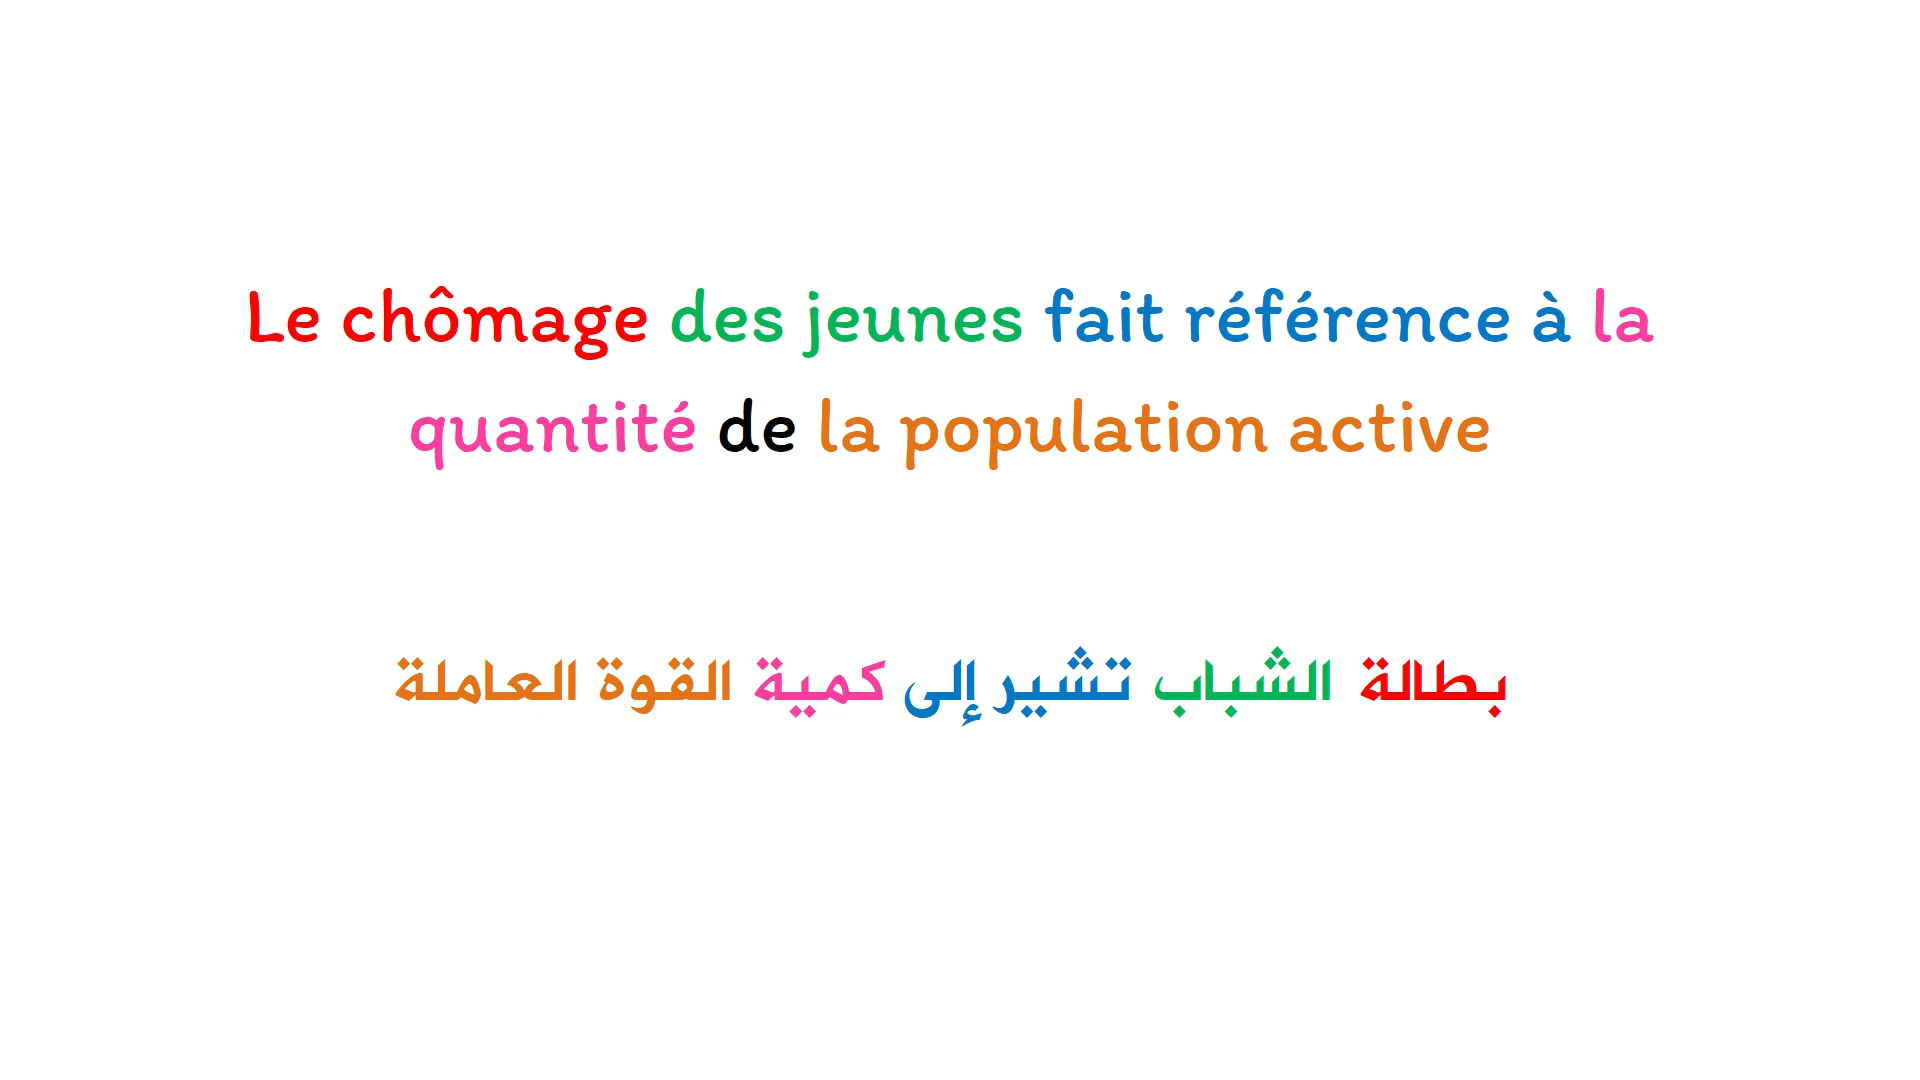 Le chômage des jeunes fait référence à la
quantité de la population active
بطالة الشباب تشير إلى كمية القوة العاملة